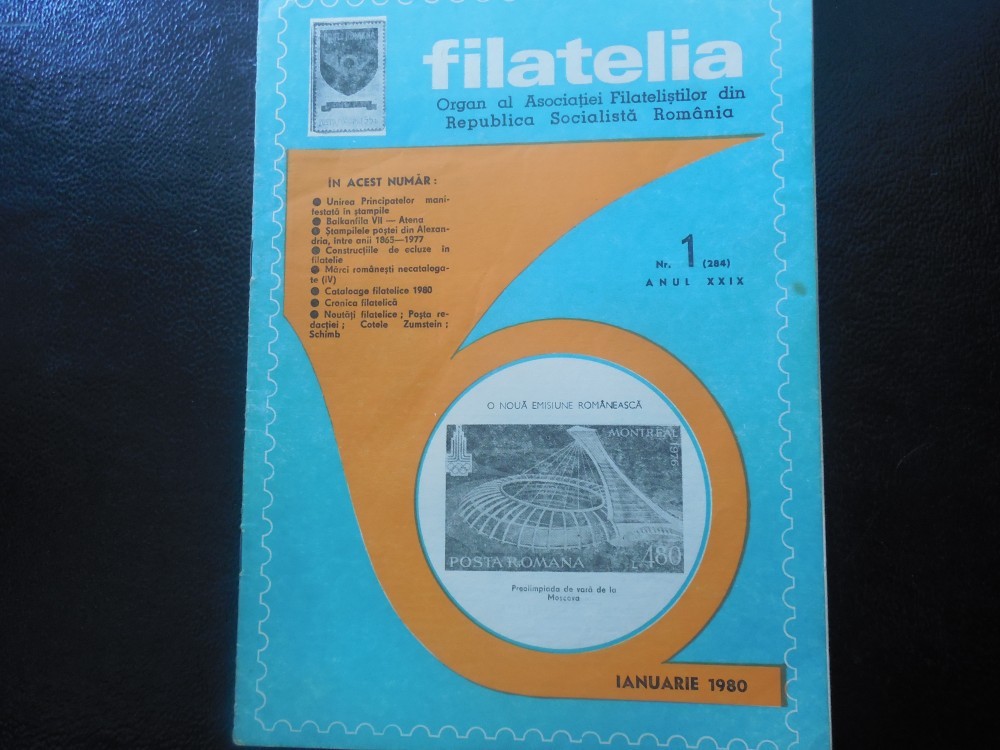 filatelia
Organ al Asociației Filateliștilor din
Republica Socialistă România
ÎN ACEST NUMĂR :
● Unirea Principatelor mani-
festată în ștampile
● Balkanfila VII — Atena
● Ștampilele poștei din Alexan-
dria, între anii 1865—1977
● Construcțiile de ecluze în
filatelie
● Mărci românești necataloga-
te (IV)
● Cataloage filatelice 1980
● Cronica filatelică
● Noutăți filatelice ; Poșta re-
dacției ; Cotele Zumstein ;
Schimb
Nr. 1 (284)
ANUL XXIX
O NOUĂ EMISIUNE ROMÂNEASCĂ
MONTREAL
1976
POSTA ROMANA
L 480
Preolimpiada de vară de la
Moscova
IANUARIE 1980